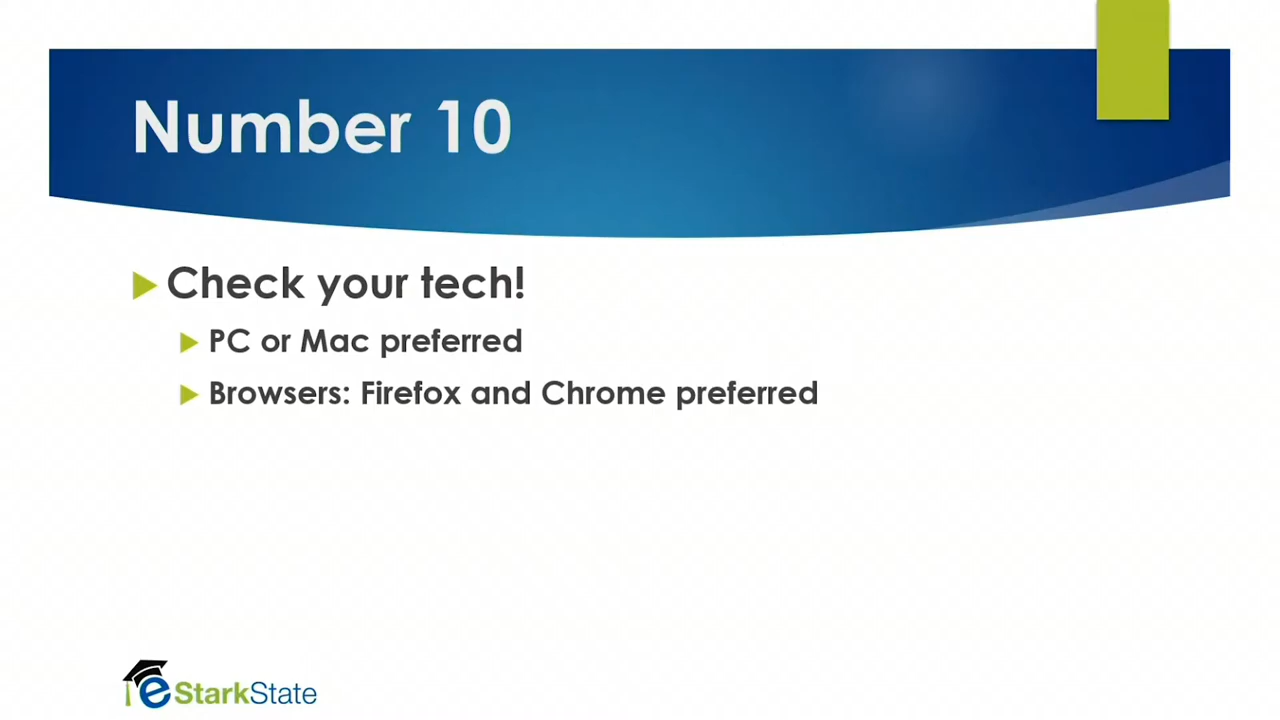 Number 10
Check your tech!
PC or Mac preferred
Browsers: Firefox and Chrome preferred
eStarkState